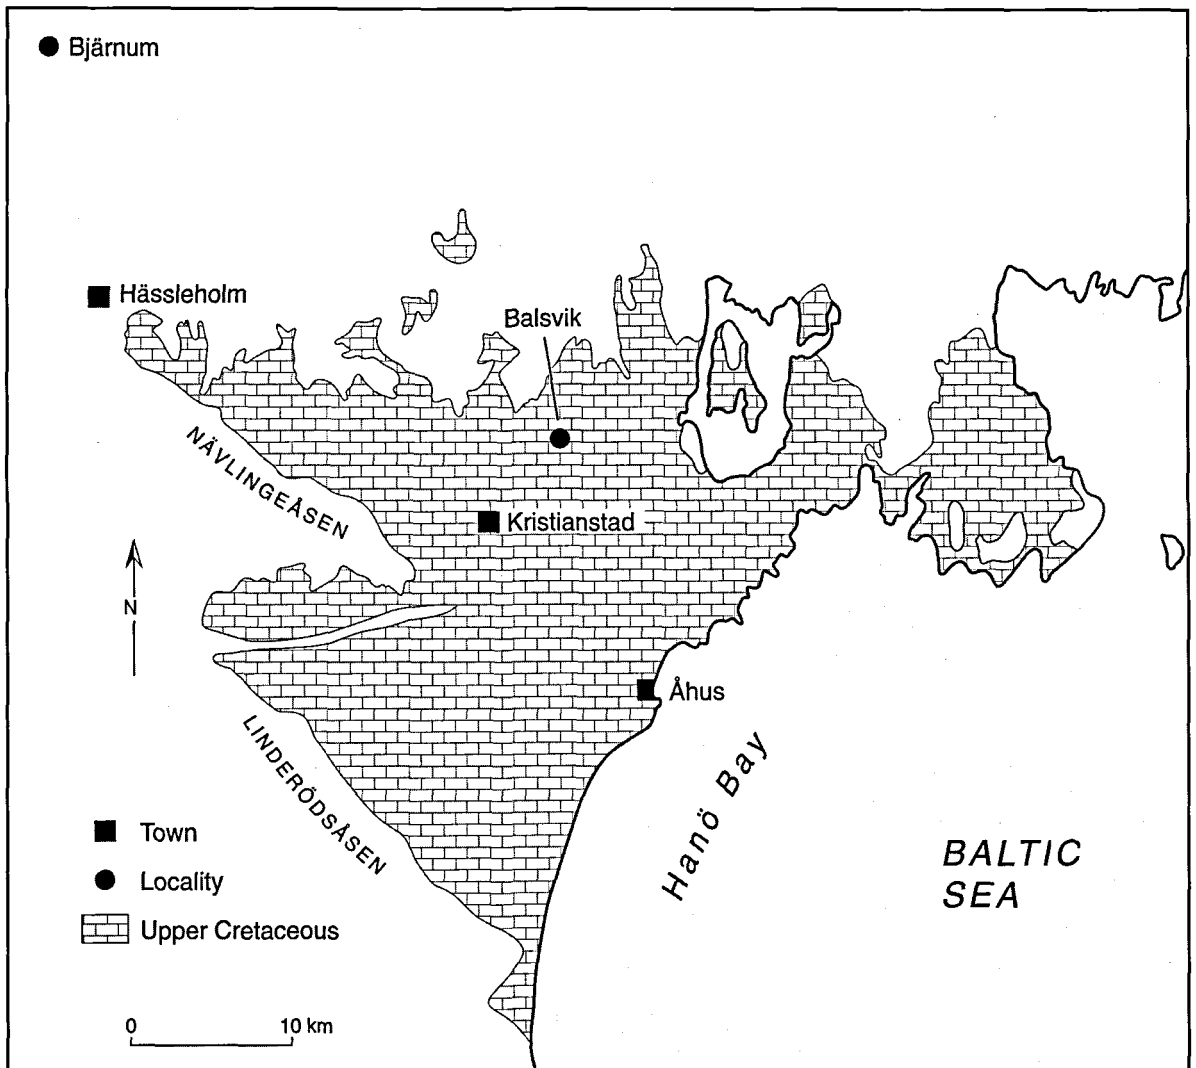 Bjärnum
Hässleholm
Balsvik
NÄVLINGEÅSEN
Kristianstad
N
Åhus
LINDERÖDSÅSEN
Hanö Bay
BALTIC
SEA
Town
Locality
Upper Cretaceous
0 10 km